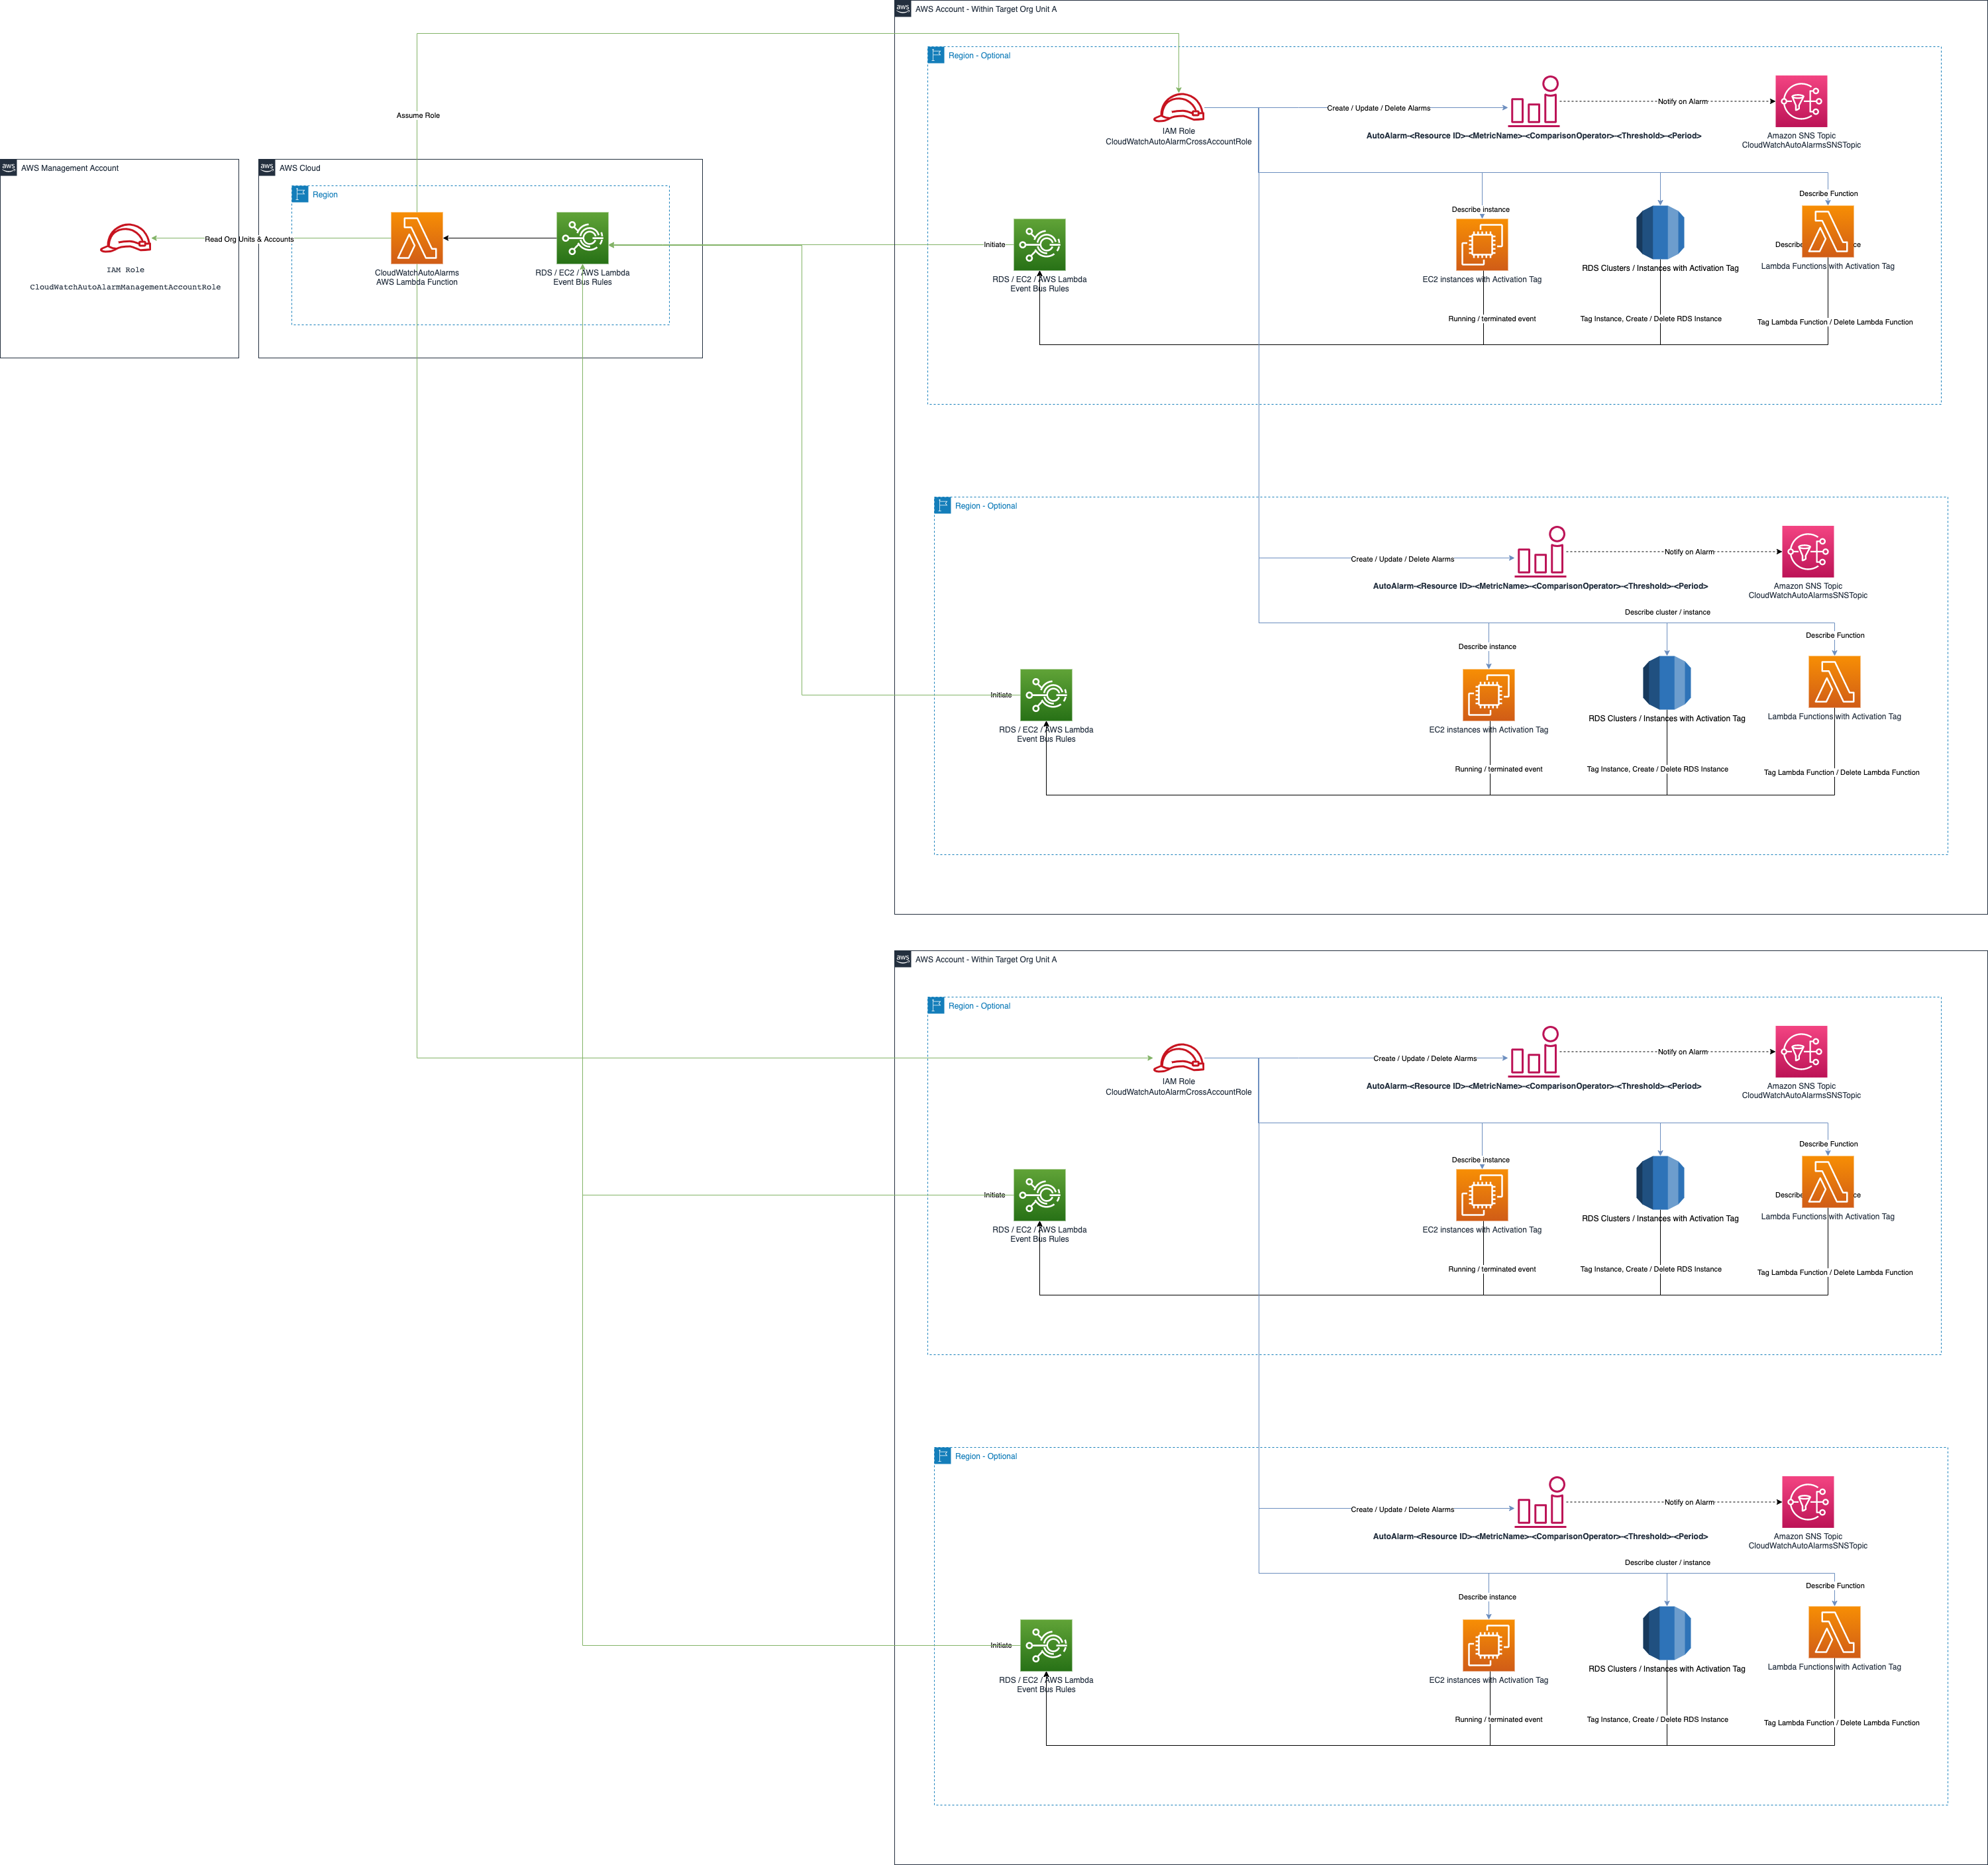 aws
AWS Account - Within Target Org Unit A
Region - Optional
Assume Role
Create / Update / Delete Alarms
Notify on Alarm
IAM Role
CloudWatchAutoAlarmCrossAccountRole
AutoAlarm-<Resource ID>-<MetricName>-<ComparisonOperator>-<Threshold>-<Period>
Amazon SNS Topic
CloudWatchAutoAlarmsSNSTopic
aws
AWS Management Account
aws
AWS Cloud
Region
Read Org Units & Accounts
IAM Role
CloudWatchAutoAlarmManagementAccountRole
CloudWatchAutoAlarms
AWS Lambda Function
RDS / EC2 / AWS Lambda
Event Bus Rules
Initiate
RDS / EC2 / AWS Lambda
Event Bus Rules
Describe instance
EC2 instances with Activation Tag
RDS Clusters / Instances with Activation Tag
Describe Function
Lambda Functions with Activation Tag
Running / terminated event
Tag Instance, Create / Delete RDS Instance
Tag Lambda Function / Delete Lambda Function
Region - Optional
Create / Update / Delete Alarms
Notify on Alarm
AutoAlarm-<Resource ID>-<MetricName>-<ComparisonOperator>-<Threshold>-<Period>
Amazon SNS Topic
CloudWatchAutoAlarmsSNSTopic
Describe cluster / instance
Describe instance
Describe Function
Initiate
RDS / EC2 / AWS Lambda
Event Bus Rules
EC2 instances with Activation Tag
RDS Clusters / Instances with Activation Tag
Lambda Functions with Activation Tag
Running / terminated event
Tag Instance, Create / Delete RDS Instance
Tag Lambda Function / Delete Lambda Function
aws
AWS Account - Within Target Org Unit A
Region - Optional
Create / Update / Delete Alarms
Notify on Alarm
IAM Role
CloudWatchAutoAlarmCrossAccountRole
AutoAlarm-<Resource ID>-<MetricName>-<ComparisonOperator>-<Threshold>-<Period>
Amazon SNS Topic
CloudWatchAutoAlarmsSNSTopic
Describe instance
Describe Function
Initiate
RDS / EC2 / AWS Lambda
Event Bus Rules
EC2 instances with Activation Tag
RDS Clusters / Instances with Activation Tag
Lambda Functions with Activation Tag
Running / terminated event
Tag Instance, Create / Delete RDS Instance
Tag Lambda Function / Delete Lambda Function
Region - Optional
Create / Update / Delete Alarms
Notify on Alarm
AutoAlarm-<Resource ID>-<MetricName>-<ComparisonOperator>-<Threshold>-<Period>
Amazon SNS Topic
CloudWatchAutoAlarmsSNSTopic
Describe cluster / instance
Describe instance
Describe Function
Initiate
RDS / EC2 / AWS Lambda
Event Bus Rules
EC2 instances with Activation Tag
RDS Clusters / Instances with Activation Tag
Lambda Functions with Activation Tag
Running / terminated event
Tag Instance, Create / Delete RDS Instance
Tag Lambda Function / Delete Lambda Function